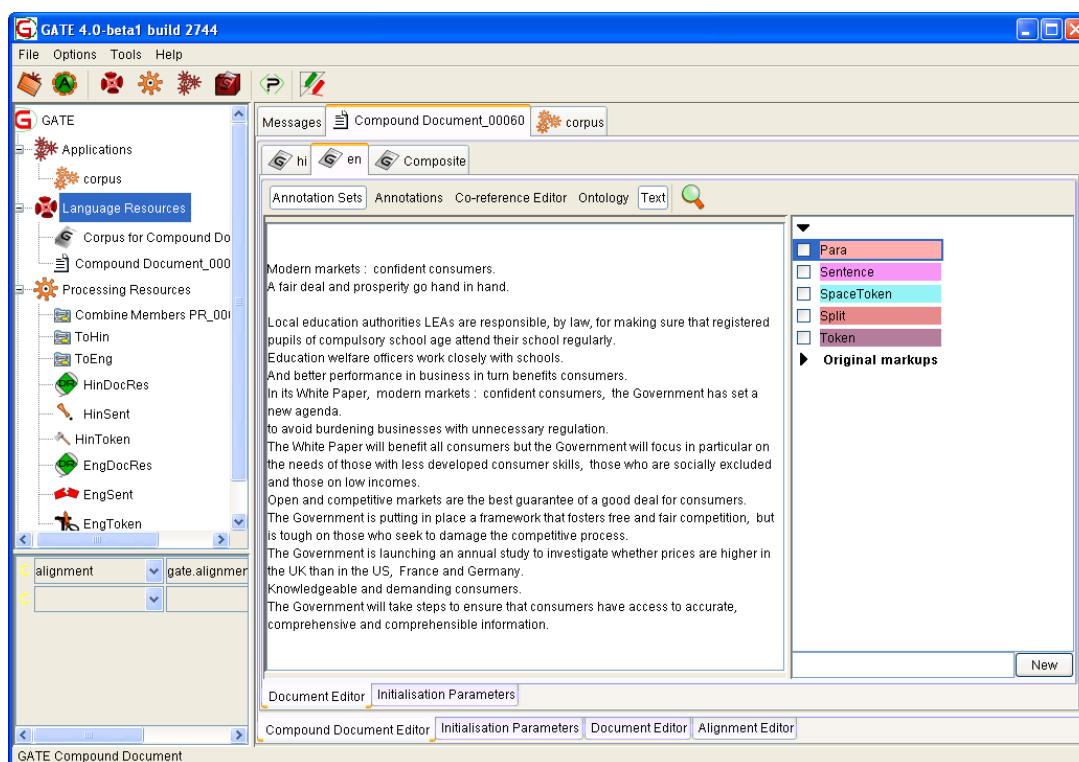 GATE 4.0-beta1 build 2744
File Options Tools Help
GATE
Applications
corpus
Language Resources
Corpus for Compound Do
Compound Document_000
Processing Resources
Combine Members PR_000
ToHin
ToEng
HinDocRes
HinSent
HinToken
EngDocRes
EngSent
EngToken
alignment gate.alignmer
Messages Compound Document_00060 corpus
hi en Composite
Annotation Sets Annotations Co-reference Editor Ontology Text
Modern markets : confident consumers.
A fair deal and prosperity go hand in hand.
Local education authorities LEAs are responsible, by law, for making sure that registered
pupils of compulsory school age attend their school regularly.
Education welfare officers work closely with schools.
And better performance in business in turn benefits consumers.
In its White Paper, modern markets : confident consumers, the Government has set a
new agenda.
to avoid burdening businesses with unnecessary regulation.
The White Paper will benefit all consumers but the Government will focus in particular on
the needs of those with less developed consumer skills, those who are socially excluded
and those on low incomes.
Open and competitive markets are the best guarantee of a good deal for consumers.
The Government is putting in place a framework that fosters free and fair competition, but
is tough on those who seek to damage the competitive process.
The Government is launching an annual study to investigate whether prices are higher in
the UK than in the US, France and Germany.
Knowledgeable and demanding consumers.
The Government will take steps to ensure that consumers have access to accurate,
comprehensive and comprehensible information.
Para
Sentence
SpaceToken
Split
Token
Original markups
New
Document Editor Initialisation Parameters
Compound Document Editor Initialisation Parameters Document Editor Alignment Editor
GATE Compound Document